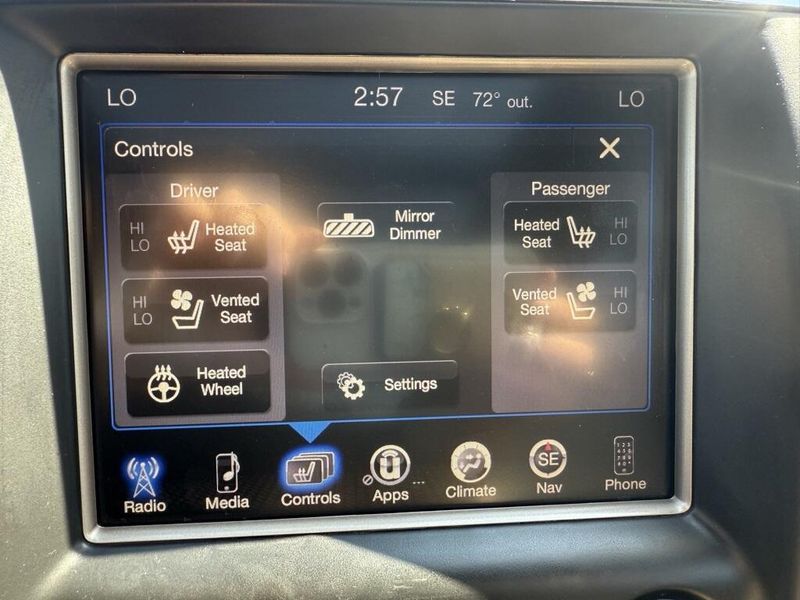 LO 2:57 SE 72° out. LO
Controls
Driver
HI
LO
Heated
Seat
HI
LO
Vented
Seat
Heated
Wheel
Mirror
Dimmer
Settings
Passenger
Heated
Seat
HI
LO
Vented
Seat
HI
LO
Radio
Media
Controls
Apps
Climate
SE
Nav
Phone